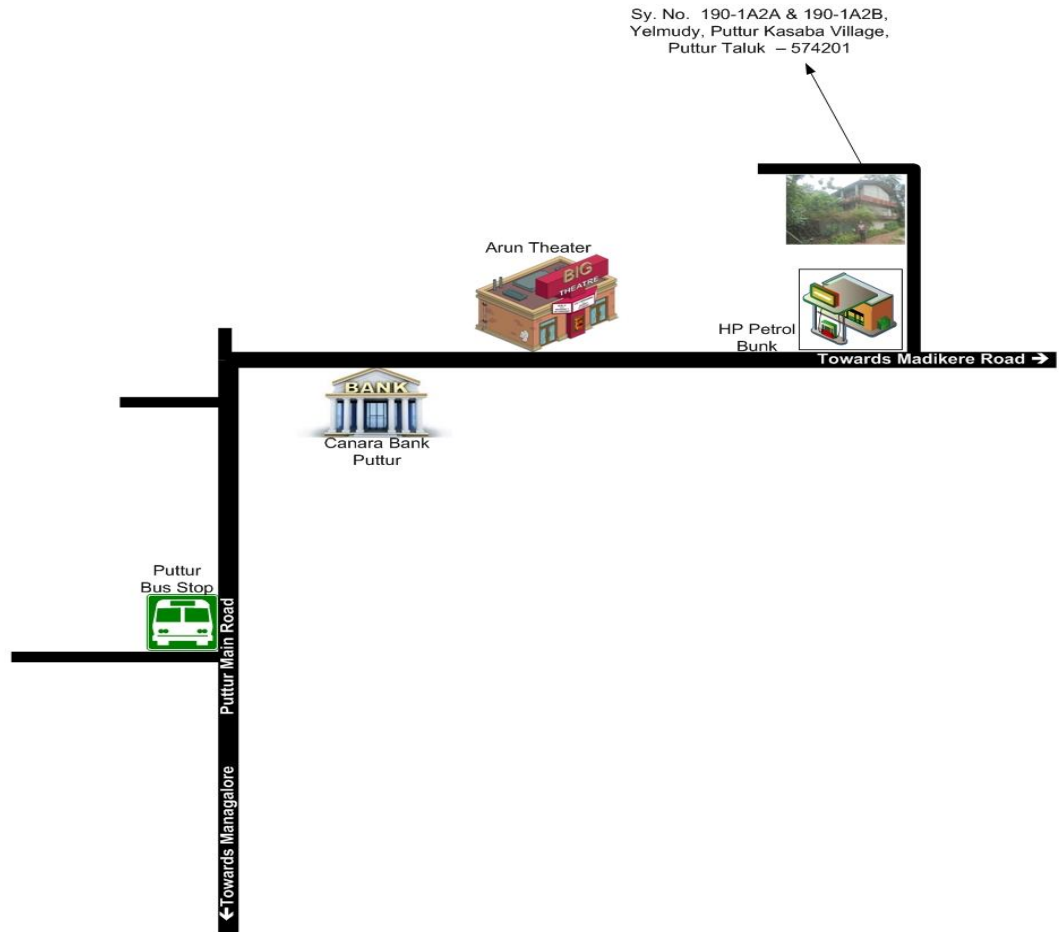 Sy. No.  190-1A2A & 190-1A2B,
Yelmudy, Puttur Kasaba Village,
Puttur Taluk  – 574201
Arun Theater
BIG
THEATRE
HP Petrol
Bunk
Towards Madikere Road →
BANK
Canara Bank
Puttur
Puttur
Bus Stop
Puttur Main Road
←Towards Managalore